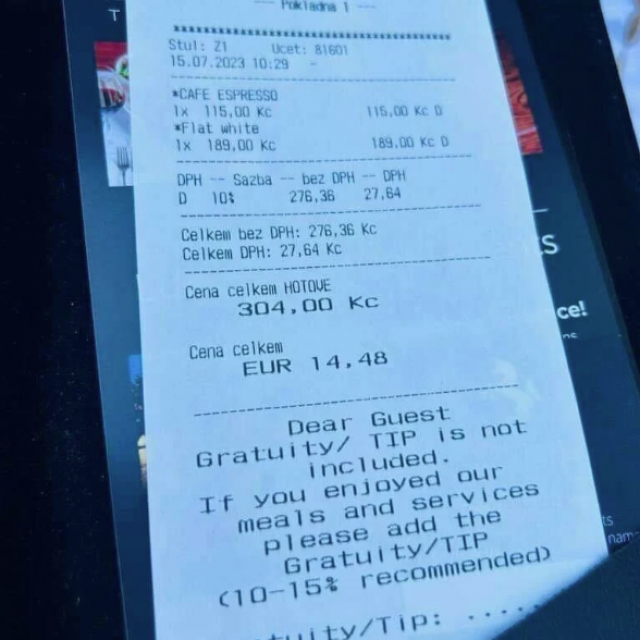 Pokladna 1
Stul: Z1 Ucet: 81601
15.07.2023 10:29 -
*CAFE ESPRESSO
1x 115,00 Kc 115,00 Kc D
*Flat white
1x 189,00 Kc 189,00 Kc D
DPH -- Sazba -- bez DPH -- DPH
D 10% 276,36 27,64
Celkem bez DPH: 276,36 Kc
Celkem DPH: 27,64 Kc
Cena celkem HOTOVE
304,00 Kc
Cena celkem
EUR 14,48
Dear Guest
Gratuity/ TIP is not
included.
If you enjoyed our
meals and services
please add the
Gratuity/TIP
(10-15% recommended)
tuity/Tip: .....
ce!